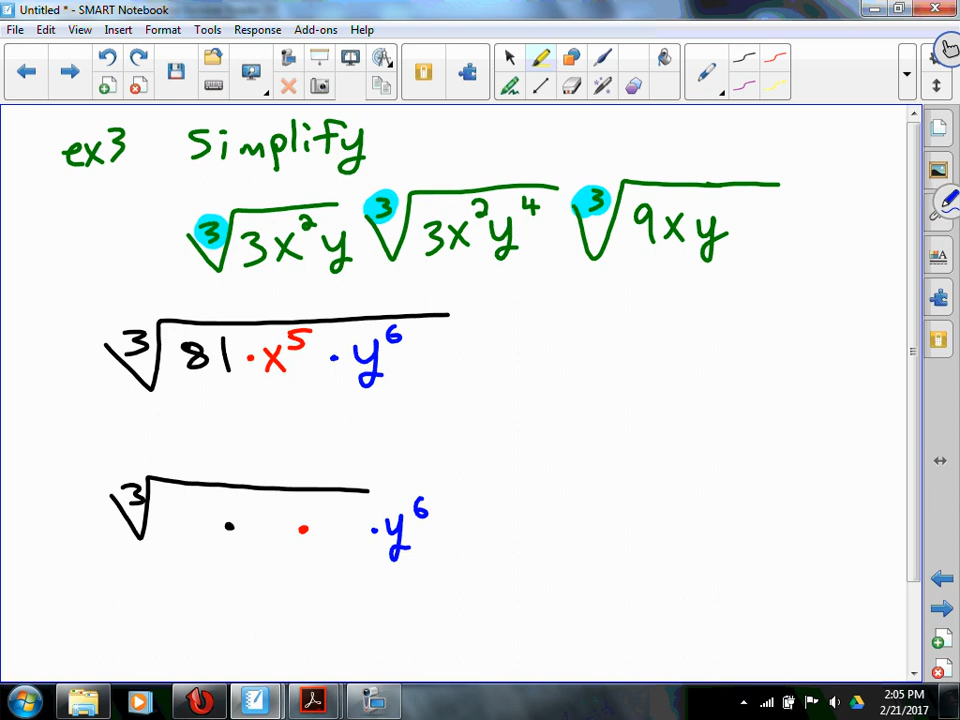 Untitled * - SMART Notebook
File Edit View Insert Format Tools Response Add-ons Help
ex3 Simplify
∛(3x²y) ∛(3x²y⁴) ∛(9xy)
∛(81 · x⁵ · y⁶)
∛( · · ) · y⁶
2:05 PM
2/21/2017